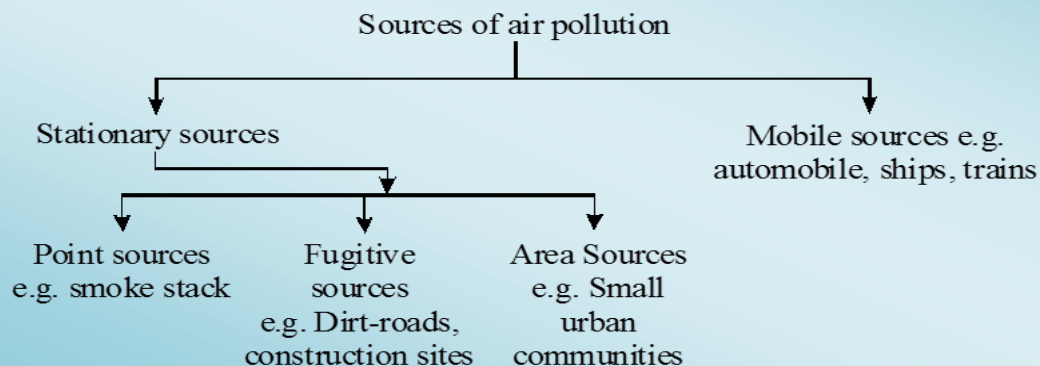 Sources of air pollution
Stationary sources
Mobile sources e.g.
automobile, ships, trains
Point sources
e.g. smoke stack
Fugitive
sources
e.g. Dirt-roads,
construction sites
Area Sources
e.g. Small
urban
communities